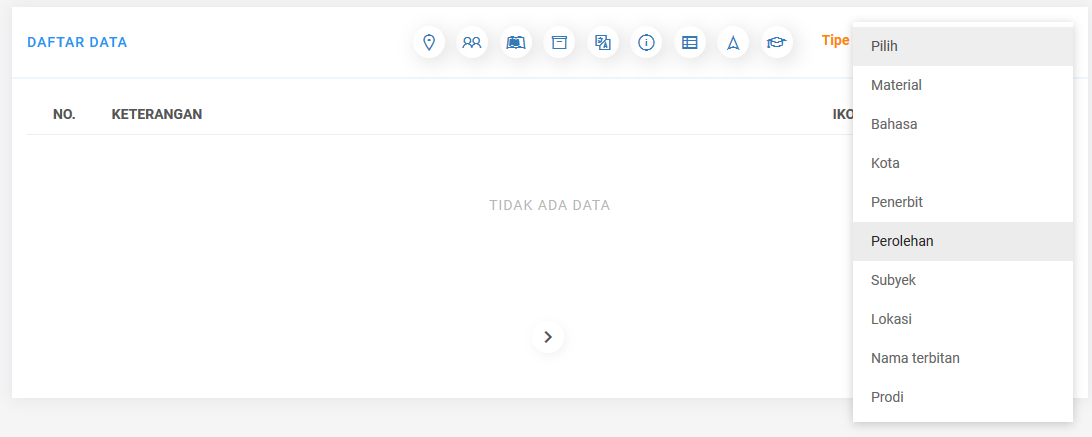 DAFTAR DATA
Tipe
Pilih
Material
Bahasa
Kota
Penerbit
Perolehan
Subyek
Lokasi
Nama terbitan
Prodi
NO. KETERANGAN
TIDAK ADA DATA